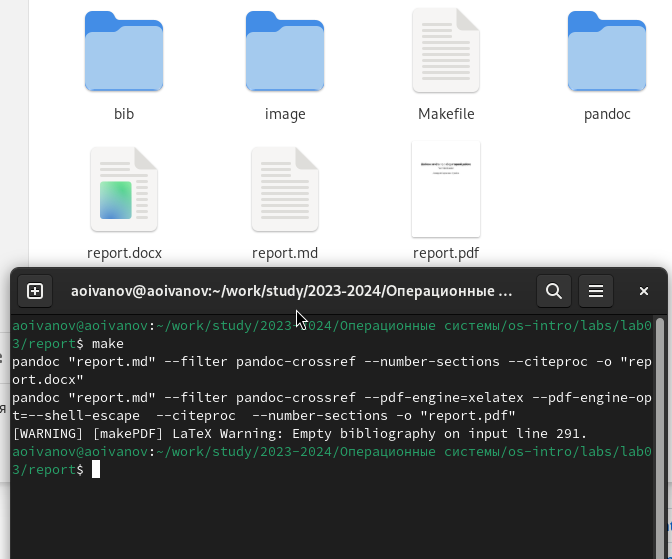 bib image Makefile pandoc
report.docx report.md report.pdf
aoivanov@aoivanov:~/work/study/2023-2024/Операционные ...
aoivanov@aoivanov:~/work/study/2023-2024/Операционные системы/os-intro/labs/lab0
3/report$ make
pandoc "report.md" --filter pandoc-crossref --number-sections --citeproc -o "rep
ort.docx"
pandoc "report.md" --filter pandoc-crossref --pdf-engine=xelatex --pdf-engine-op
t=--shell-escape  --citeproc  --number-sections -o "report.pdf"
[WARNING] [makePDF] LaTeX Warning: Empty bibliography on input line 291.
aoivanov@aoivanov:~/work/study/2023-2024/Операционные системы/os-intro/labs/lab0
3/report$